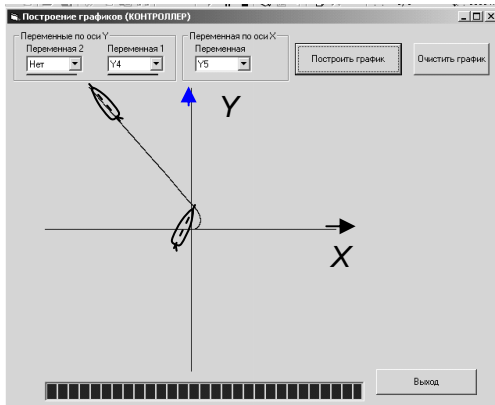 Построение графиков (КОНТРОЛЛЕР)
Переменные по оси Y
Переменная по оси X
Переменная 2
Переменная 1
Переменная
Нет
Y4
Y5
Построить график
Очистить график
Y
X
Выход